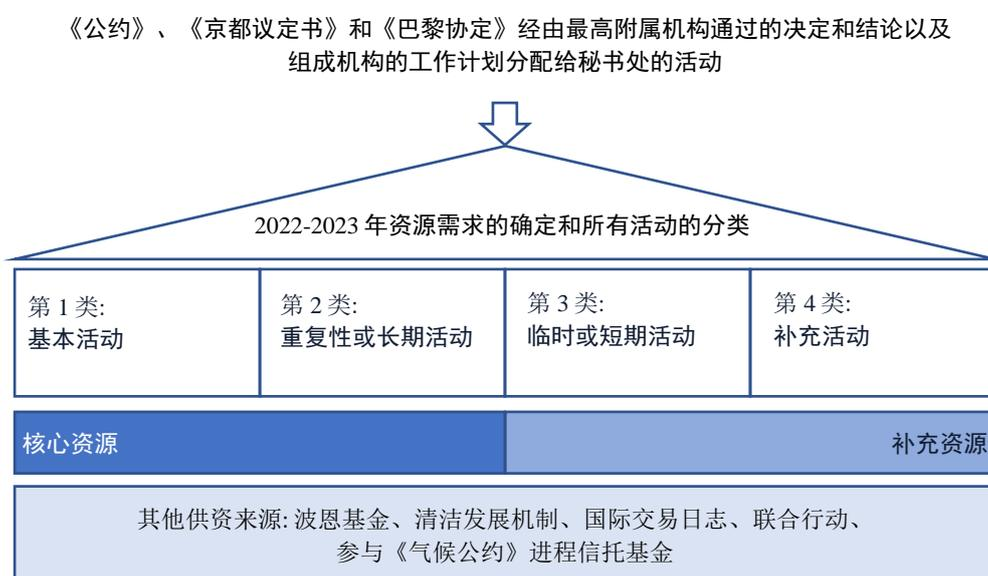 《公约》、《京都议定书》和《巴黎协定》经由最高附属机构通过的决定和结论以及
组成机构的工作计划分配给秘书处的活动
2022-2023 年资源需求的确定和所有活动的分类
第 1 类:
基本活动
第 2 类:
重复性或长期活动
第 3 类:
临时或短期活动
第 4 类:
补充活动
核心资源
补充资源
其他供资来源: 波恩基金、清洁发展机制、国际交易日志、联合行动、
参与《气候公约》进程信托基金